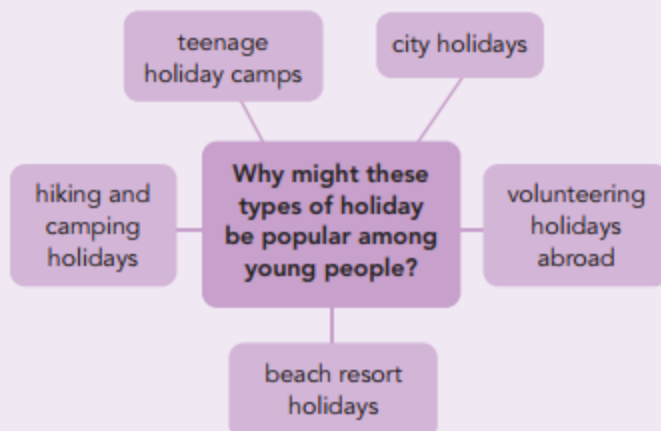 teenage
holiday camps
city holidays
Why might these
types of holiday
be popular among
young people?
hiking and
camping
holidays
volunteering
holidays
abroad
beach resort
holidays